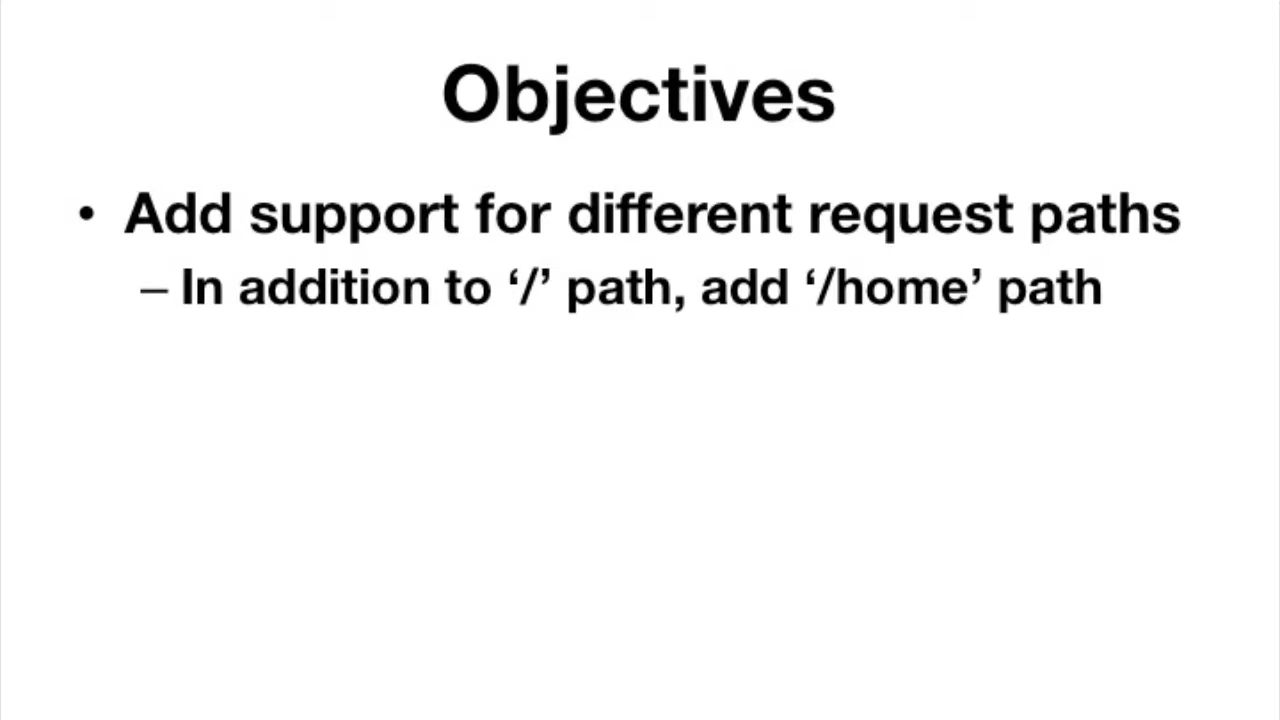 Objectives
• Add support for different request paths
– In addition to ‘/’ path, add ‘/home’ path